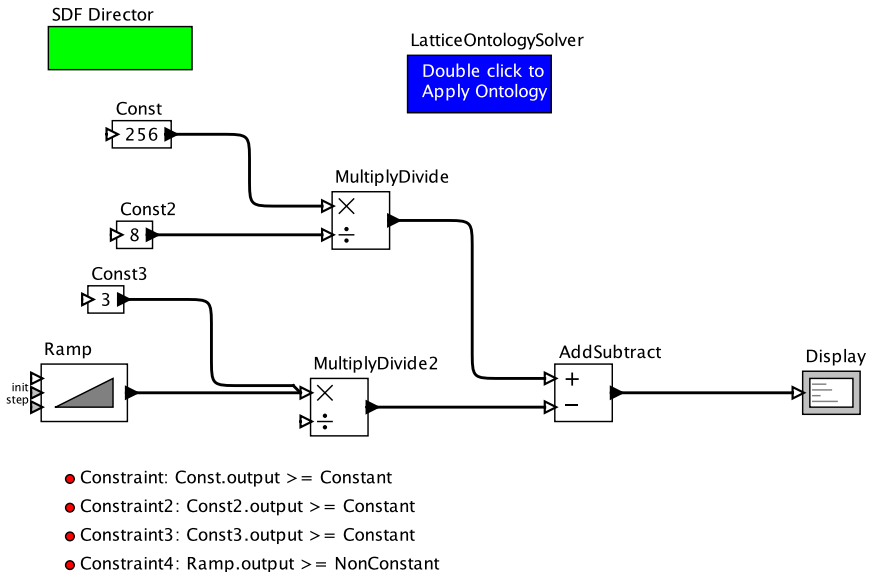 SDF Director
LatticeOntologySolver
Double click to
Apply Ontology
Const
256
MultiplyDivide
×
÷
Const2
8
Const3
3
Ramp
init
step
MultiplyDivide2
×
÷
AddSubtract
+
−
Display
Constraint: Const.output >= Constant
Constraint2: Const2.output >= Constant
Constraint3: Const3.output >= Constant
Constraint4: Ramp.output >= NonConstant